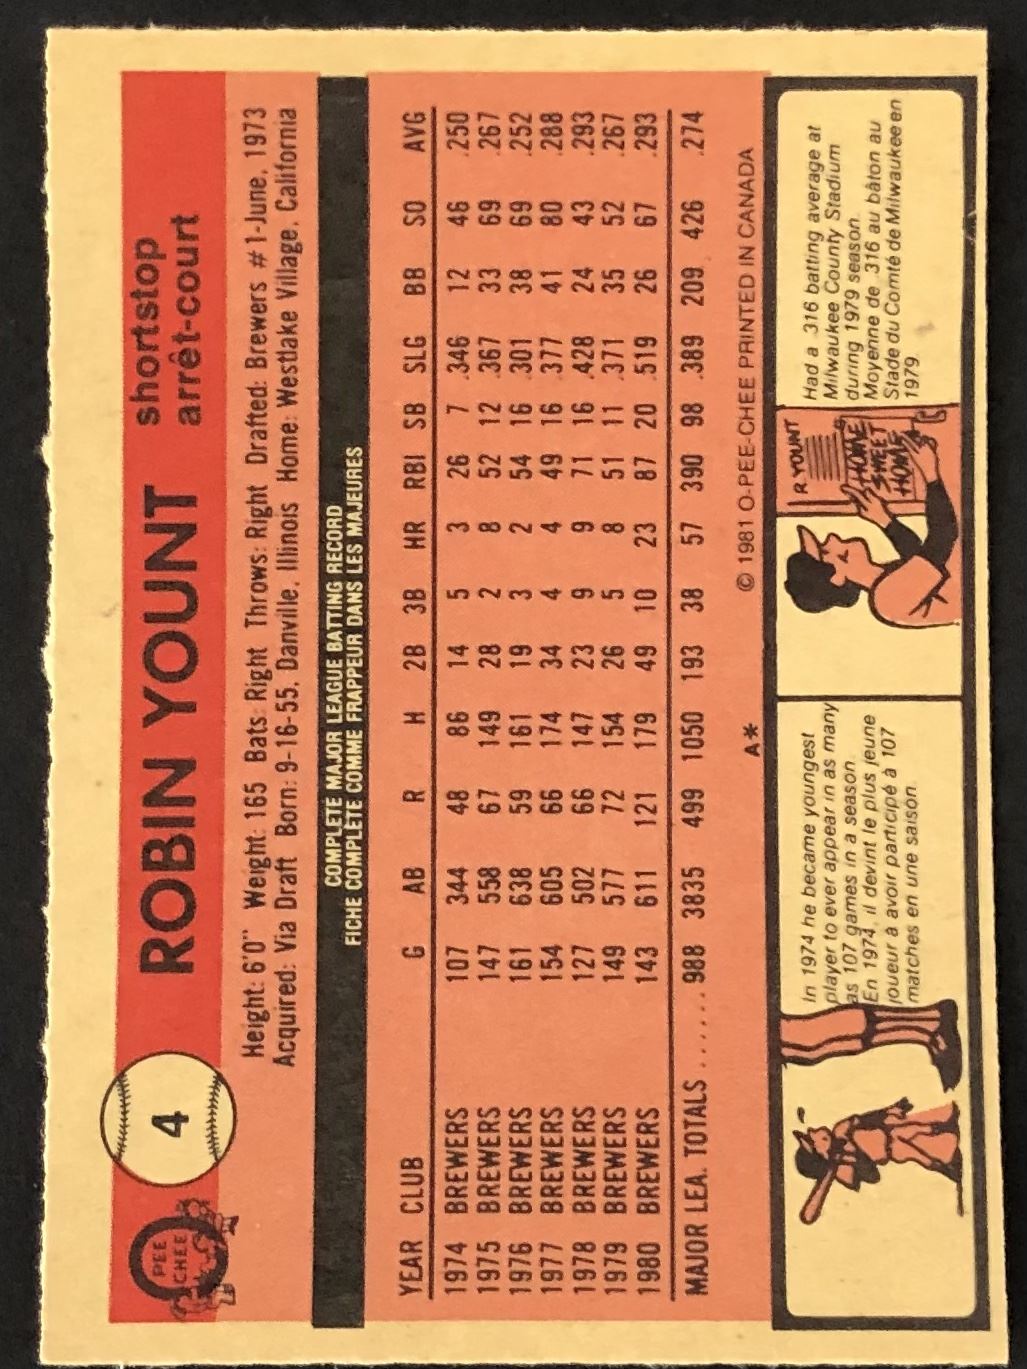 O
PEE
CHEE
4
ROBIN YOUNT shortstop
arrêt-court
Height: 6'0" Weight: 165 Bats: Right Throws: Right Drafted: Brewers #1-June, 1973
Acquired: Via Draft Born: 9-16-55, Danville, Illinois Home: Westlake Village, California
COMPLETE MAJOR LEAGUE BATTING RECORD
FICHE COMPLÈTE COMME FRAPPEUR DANS LES MAJEURES
YEAR CLUB G AB R H 2B 3B HR RBI SB SLG BB SO AVG
1974 BREWERS 107 344 48 86 14 5 3 26 7 .346 12 46 .250
1975 BREWERS 147 558 67 149 28 2 8 52 12 .367 33 69 .267
1976 BREWERS 161 638 59 161 19 3 2 54 16 .301 38 69 .252
1977 BREWERS 154 605 66 174 34 4 4 49 16 .377 41 80 .288
1978 BREWERS 127 502 66 147 23 9 9 71 16 .428 24 43 .293
1979 BREWERS 149 577 72 154 26 5 8 51 11 .371 35 52 .267
1980 BREWERS 143 611 121 179 49 10 23 87 20 .519 26 67 .293
MAJOR LEA. TOTALS ....... 988 3835 499 1050 193 38 57 390 98 .389 209 426 .274
A* © 1981 O-PEE-CHEE PRINTED IN CANADA
In 1974 he became youngest
player to ever appear in as many
as 107 games in a season.
En 1974, il devint le plus jeune
joueur à avoir participé à 107
matches en une saison.
R YOUNT
HOME
SWEET
HOME
Had a .316 batting average at
Milwaukee County Stadium
during 1979 season.
Moyenne de .316 au bâton au
Stade du Comté de Milwaukee en
1979.